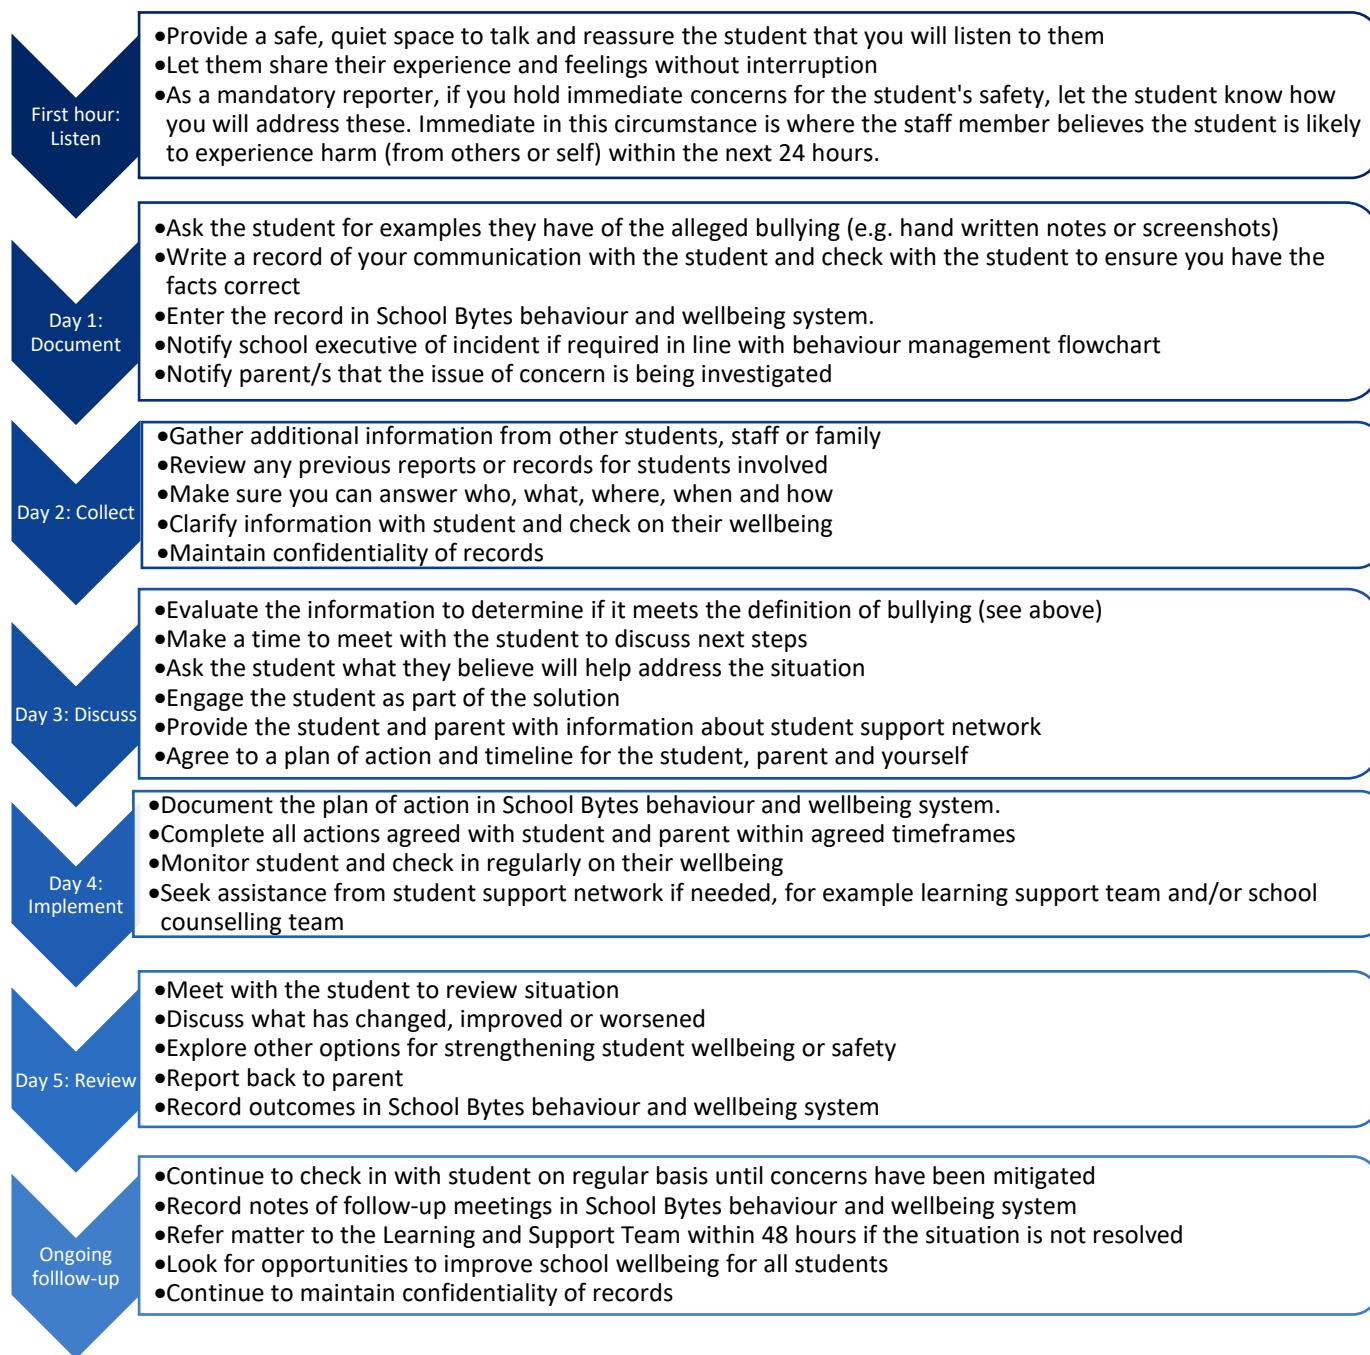 First hour:
Listen
•Provide a safe, quiet space to talk and reassure the student that you will listen to them
•Let them share their experience and feelings without interruption
•As a mandatory reporter, if you hold immediate concerns for the student's safety, let the student know how
you will address these. Immediate in this circumstance is where the staff member believes the student is likely
to experience harm (from others or self) within the next 24 hours.
Day 1:
Document
•Ask the student for examples they have of the alleged bullying (e.g. hand written notes or screenshots)
•Write a record of your communication with the student and check with the student to ensure you have the
facts correct
•Enter the record in School Bytes behaviour and wellbeing system.
•Notify school executive of incident if required in line with behaviour management flowchart
•Notify parent/s that the issue of concern is being investigated
Day 2: Collect
•Gather additional information from other students, staff or family
•Review any previous reports or records for students involved
•Make sure you can answer who, what, where, when and how
•Clarify information with student and check on their wellbeing
•Maintain confidentiality of records
Day 3: Discuss
•Evaluate the information to determine if it meets the definition of bullying (see above)
•Make a time to meet with the student to discuss next steps
•Ask the student what they believe will help address the situation
•Engage the student as part of the solution
•Provide the student and parent with information about student support network
•Agree to a plan of action and timeline for the student, parent and yourself
Day 4:
Implement
•Document the plan of action in School Bytes behaviour and wellbeing system.
•Complete all actions agreed with student and parent within agreed timeframes
•Monitor student and check in regularly on their wellbeing
•Seek assistance from student support network if needed, for example learning support team and/or school
counselling team
Day 5: Review
•Meet with the student to review situation
•Discuss what has changed, improved or worsened
•Explore other options for strengthening student wellbeing or safety
•Report back to parent
•Record outcomes in School Bytes behaviour and wellbeing system
Ongoing
folllow-up
•Continue to check in with student on regular basis until concerns have been mitigated
•Record notes of follow-up meetings in School Bytes behaviour and wellbeing system
•Refer matter to the Learning and Support Team within 48 hours if the situation is not resolved
•Look for opportunities to improve school wellbeing for all students
•Continue to maintain confidentiality of records